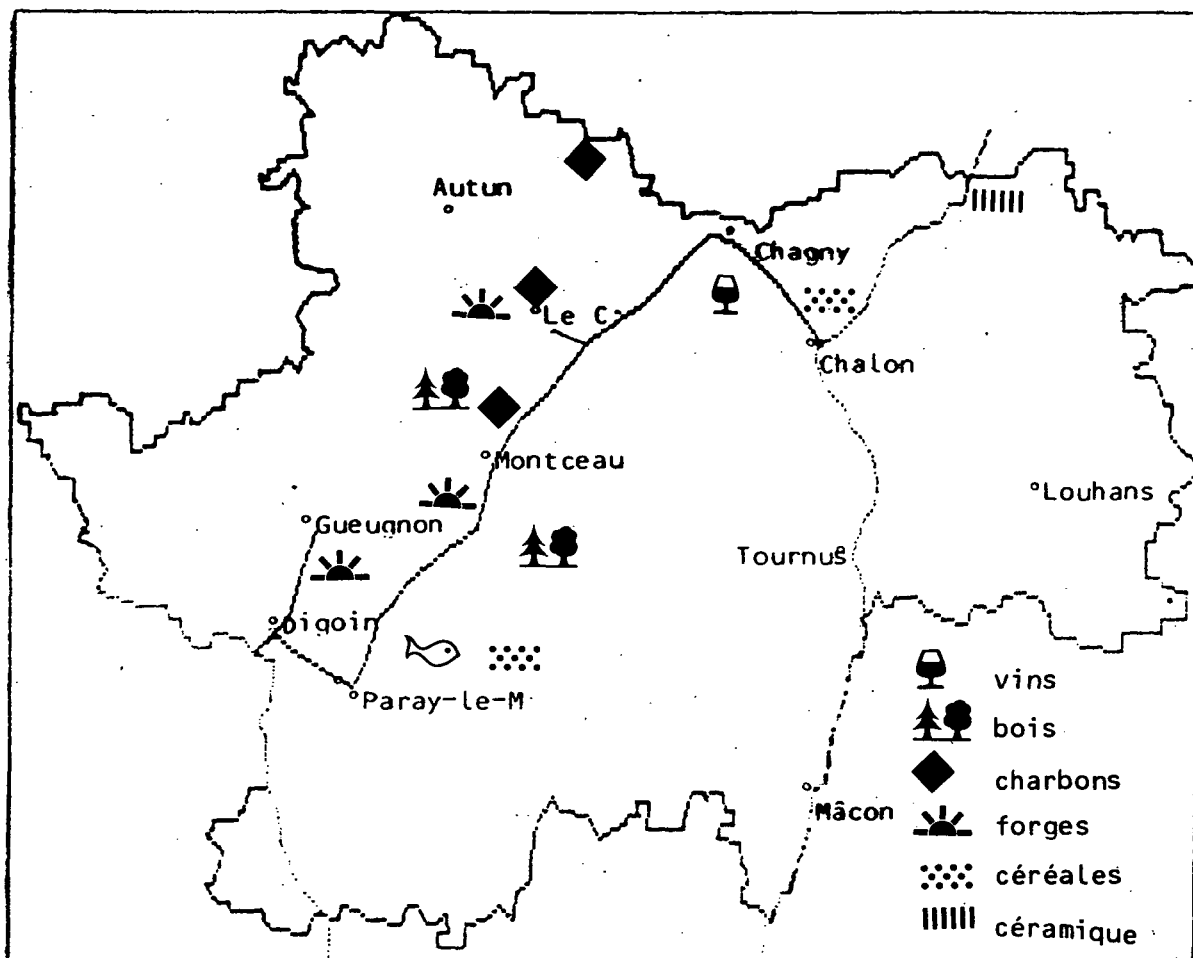 Autun
Chagny
Le C
Chalon
Montceau
Louhans
Gueugnon
Tournus
Digoin
Paray-le-M
Mâcon
vins
bois
charbons
forges
céréales
céramique